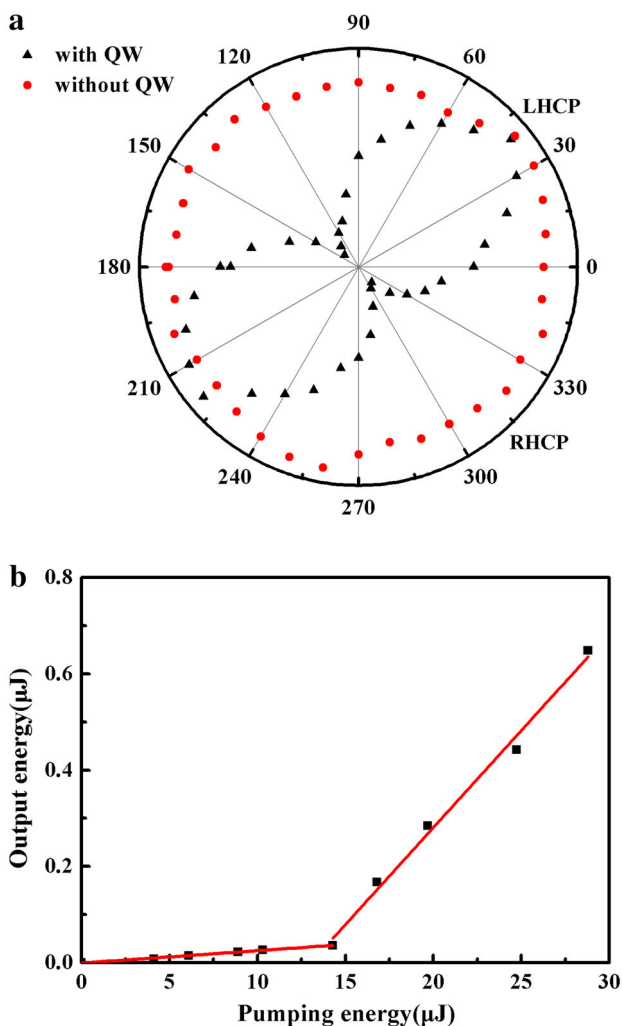 a
with QW
without QW
90
120
60
LHCP
150
30
180
0
210
330
RHCP
240
300
270
b
0.8
0.6
0.4
0.2
0.0
Output energy(μJ)
0 5 10 15 20 25 30
Pumping energy(μJ)